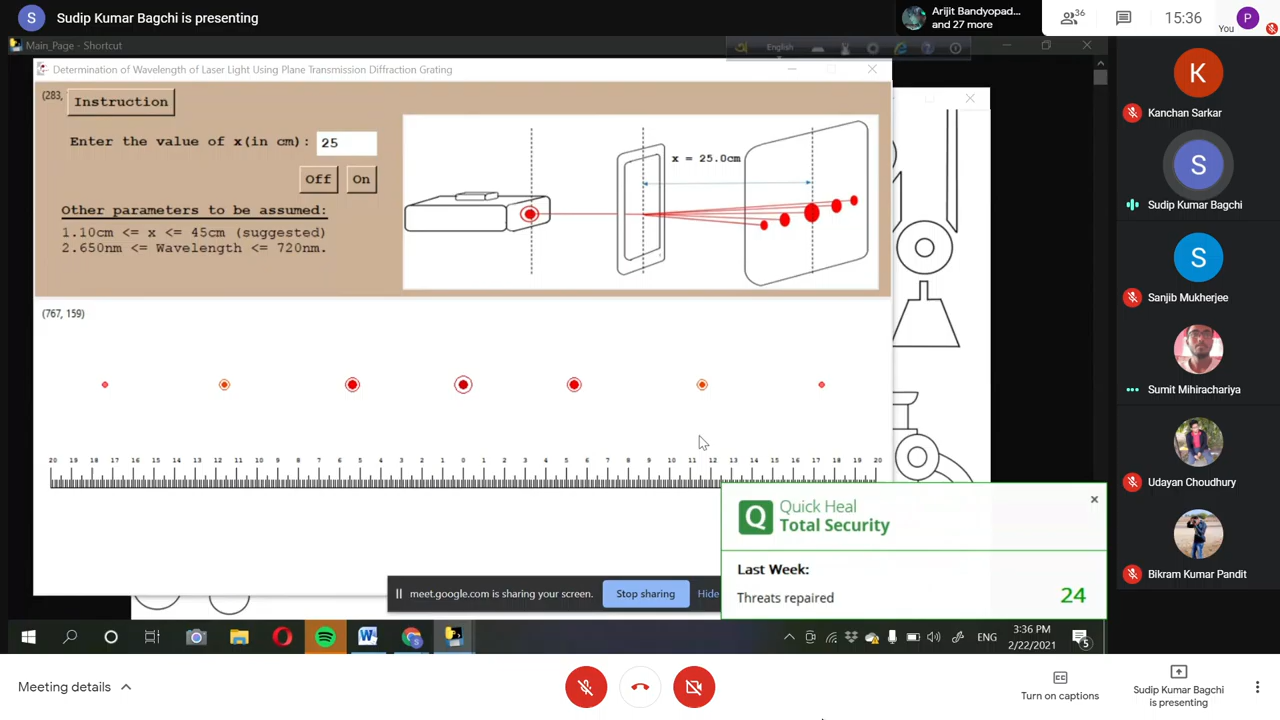 S
Sudip Kumar Bagchi is presenting
Arijit Bandyopad...
and 27 more
36
15:36
You
P
Main_Page - Shortcut
English
Determination of Wavelength of Laser Light Using Plane Transmission Diffraction Grating
(283,
Instruction
Enter the value of x(in cm):
25
Off
On
Other parameters to be assumed:
1.10cm <= x <= 45cm (suggested)
2.650nm <= Wavelength <= 720nm.
x = 25.0cm
(767, 159)
20 19 18 17 16 15 14 13 12 11 10 9 8 7 6 5 4 3 2 1 0 1 2 3 4 5 6 7 8 9 10 11 12 13 14 15 16 17 18 19 20
Q
Quick Heal
Total Security
Last Week:
Threats repaired
24
meet.google.com is sharing your screen.
Stop sharing
Hide
ENG
3:36 PM
2/22/2021
5
K
Kanchan Sarkar
S
Sudip Kumar Bagchi
S
Sanjib Mukherjee
Sumit Mihiracharya
Udayan Choudhury
Bikram Kumar Pandit
Meeting details
Turn on captions
Sudip Kumar Bagchi
is presenting